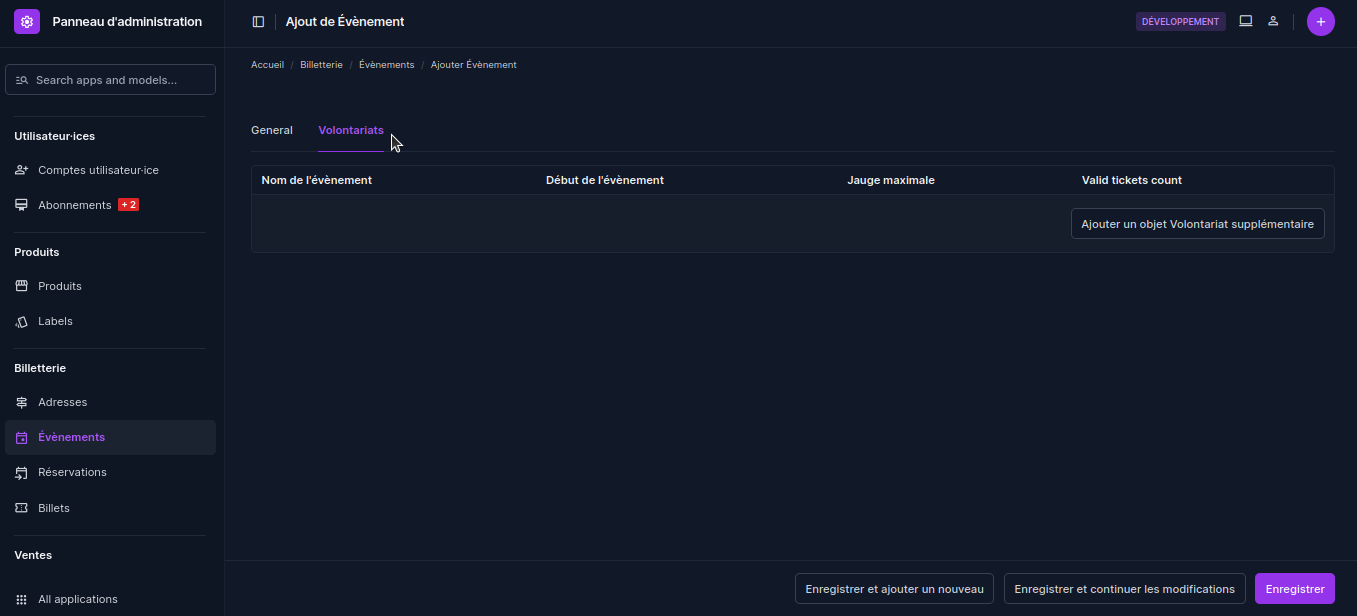 Panneau d'administration
Ajout de Évènement
DÉVELOPPEMENT
Search apps and models...
Accueil / Billetterie / Évènements / Ajouter Évènement
General
Volontariats
Utilisateur·ices
Comptes utilisateur·ice
Abonnements + 2
Produits
Produits
Labels
Billetterie
Adresses
Évènements
Réservations
Billets
Ventes
All applications
Nom de l'évènement Début de l'évènement Jauge maximale Valid tickets count
Ajouter un objet Volontariat supplémentaire
Enregistrer et ajouter un nouveau Enregistrer et continuer les modifications Enregistrer